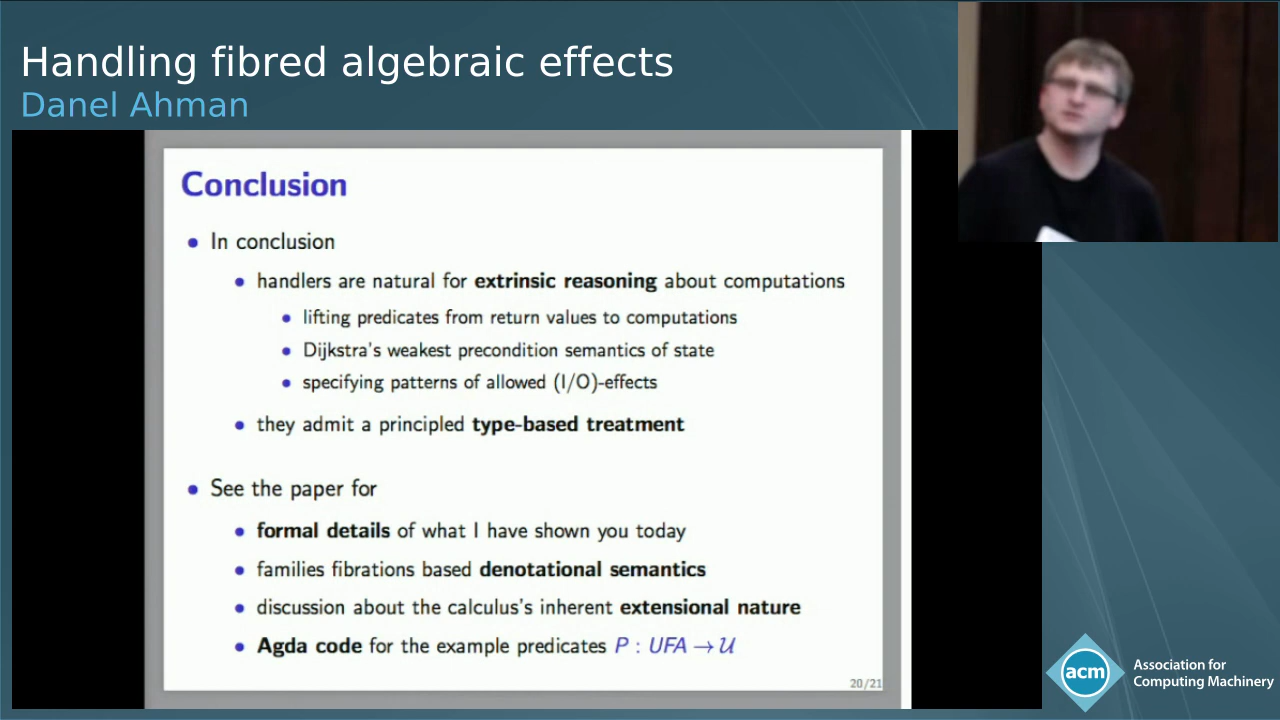 Handling fibred algebraic effects
Danel Ahman
Conclusion
• In conclusion
• handlers are natural for extrinsic reasoning about computations
• lifting predicates from return values to computations
• Dijkstra's weakest precondition semantics of state
• specifying patterns of allowed (I/O)-effects
• they admit a principled type-based treatment
• See the paper for
• formal details of what I have shown you today
• families fibrations based denotational semantics
• discussion about the calculus's inherent extensional nature
• Agda code for the example predicates P : UFA → 𝒰
20/21
acm
Association for
Computing Machinery